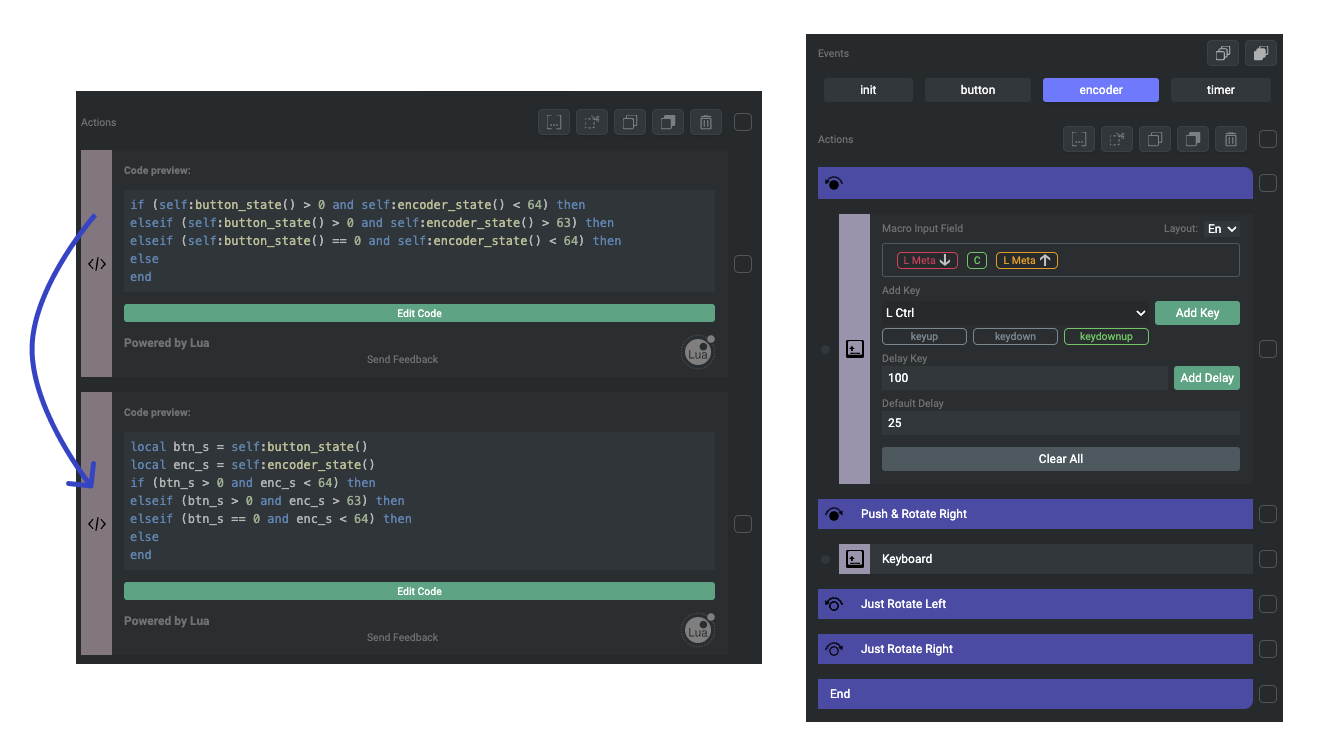 Actions
[...]
Code preview:
if (self:button_state() > 0 and self:encoder_state() < 64) then
elseif (self:button_state() > 0 and self:encoder_state() > 63) then
elseif (self:button_state() == 0 and self:encoder_state() < 64) then
else
end
</>
Edit Code
Powered by Lua
Send Feedback
Lua
Code preview:
local btn_s = self:button_state()
local enc_s = self:encoder_state()
if (btn_s > 0 and enc_s < 64) then
elseif (btn_s > 0 and enc_s > 63) then
elseif (btn_s == 0 and enc_s < 64) then
else
end
</>
Edit Code
Powered by Lua
Send Feedback
Lua
Events
init button encoder timer
Actions
[...]
Macro Input Field Layout: En
L Meta C L Meta
Add Key
L Ctrl Add Key
keyup keydown keydownup
Delay Key
100 Add Delay
Default Delay
25
Clear All
Push & Rotate Right
Keyboard
Just Rotate Left
Just Rotate Right
End